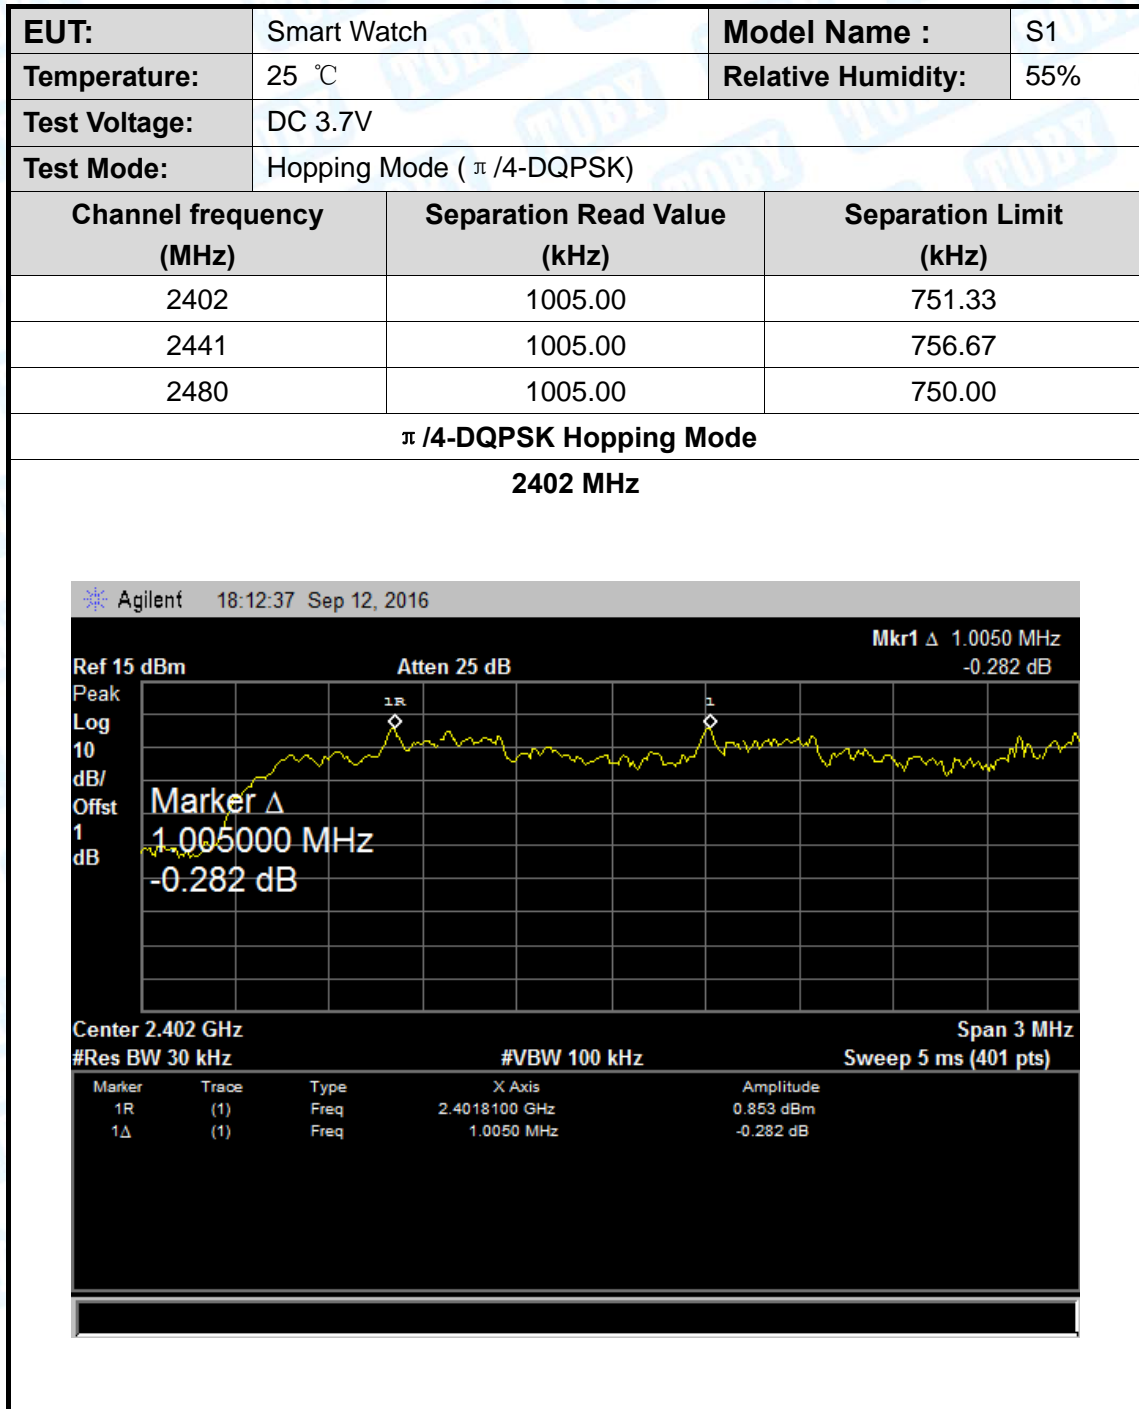 EUT: Smart Watch Model Name : S1
Temperature: 25 ℃ Relative Humidity: 55%
Test Voltage: DC 3.7V
Test Mode: Hopping Mode ( π /4-DQPSK)
Channel frequency (MHz) Separation Read Value (kHz) Separation Limit (kHz)
2402 1005.00 751.33
2441 1005.00 756.67
2480 1005.00 750.00
π /4-DQPSK Hopping Mode
2402 MHz
Agilent 18:12:37 Sep 12, 2016
Mkr1 Δ 1.0050 MHz
Ref 15 dBm Atten 25 dB -0.282 dB
Peak
Log
10
dB/
Offst
1
dB
1R 1
Marker Δ
1.005000 MHz
-0.282 dB
Center 2.402 GHz Span 3 MHz
#Res BW 30 kHz #VBW 100 kHz Sweep 5 ms (401 pts)
Marker Trace Type X Axis Amplitude
1R (1) Freq 2.4018100 GHz 0.853 dBm
1Δ (1) Freq 1.0050 MHz -0.282 dB
TOBY